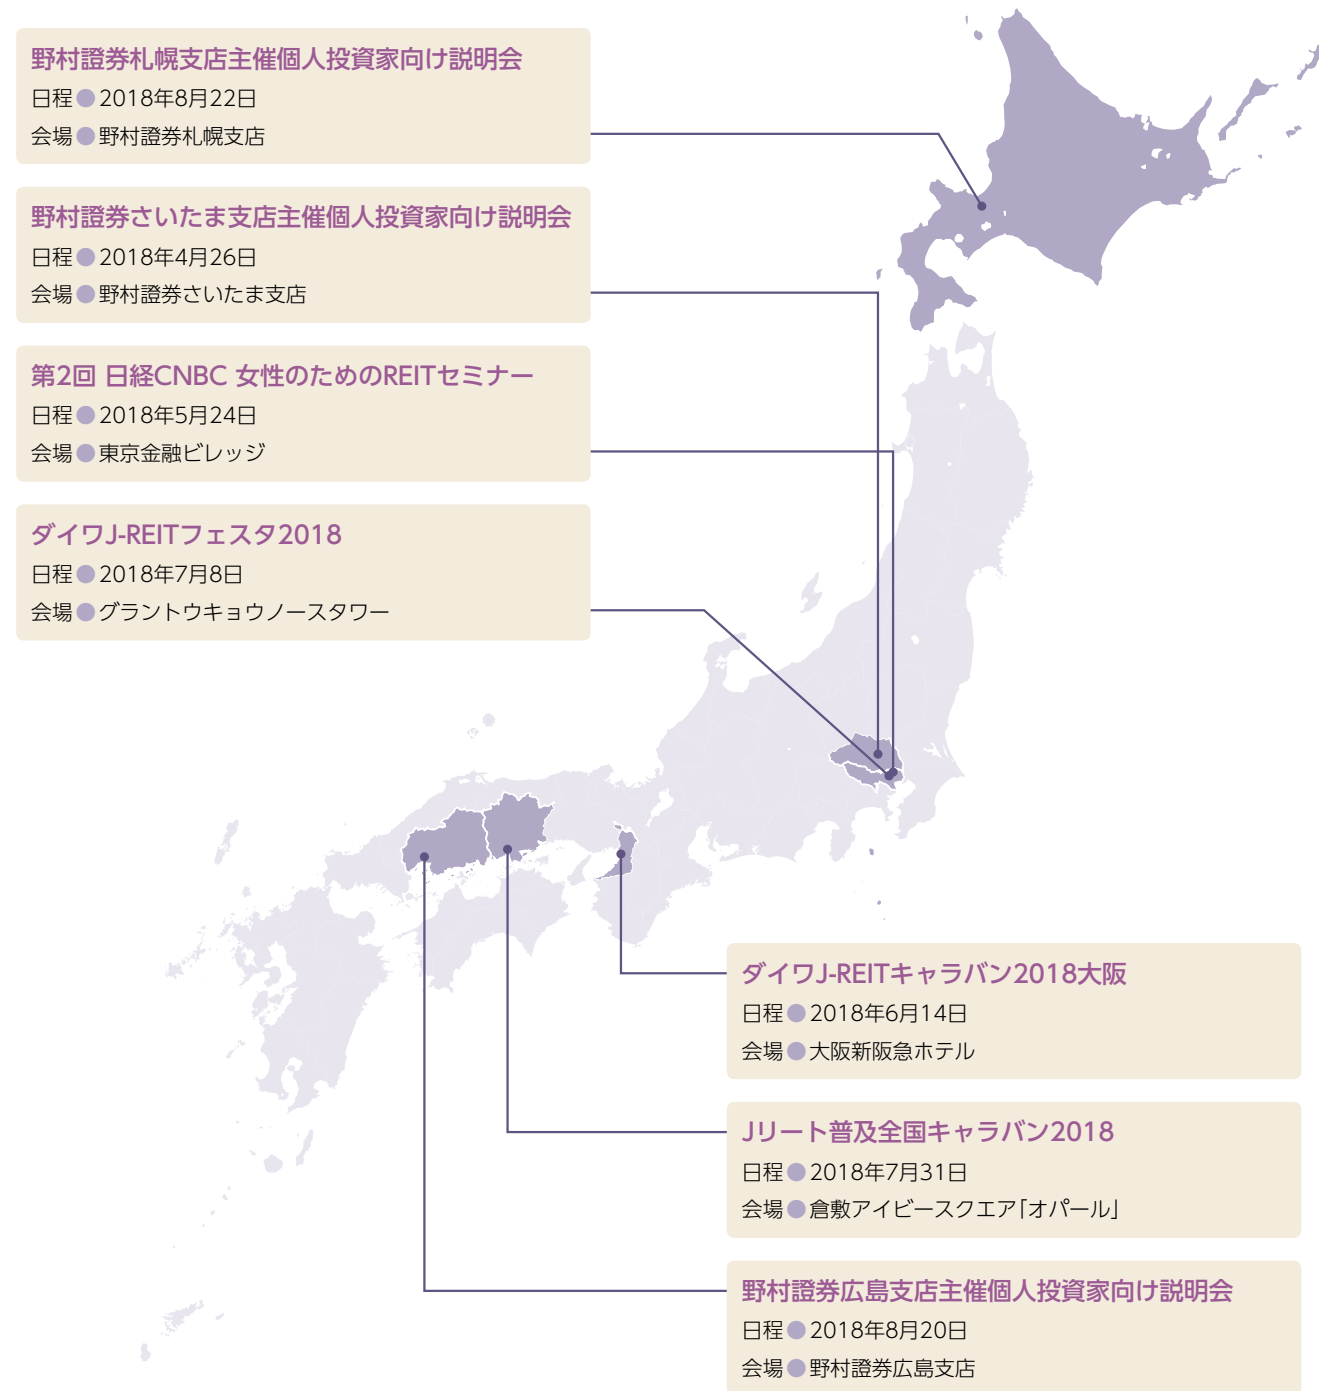 野村證券札幌支店主催個人投資家向け説明会
日程●2018年8月22日
会場●野村證券札幌支店
野村證券さいたま支店主催個人投資家向け説明会
日程●2018年4月26日
会場●野村證券さいたま支店
第2回 日経CNBC 女性のためのREITセミナー
日程●2018年5月24日
会場●東京金融ビレッジ
ダイワJ-REITフェスタ2018
日程●2018年7月8日
会場●グラントウキョウノースタワー
ダイワJ-REITキャラバン2018大阪
日程●2018年6月14日
会場●大阪新阪急ホテル
Jリート普及全国キャラバン2018
日程●2018年7月31日
会場●倉敷アイビースクエア「オパール」
野村證券広島支店主催個人投資家向け説明会
日程●2018年8月20日
会場●野村證券広島支店